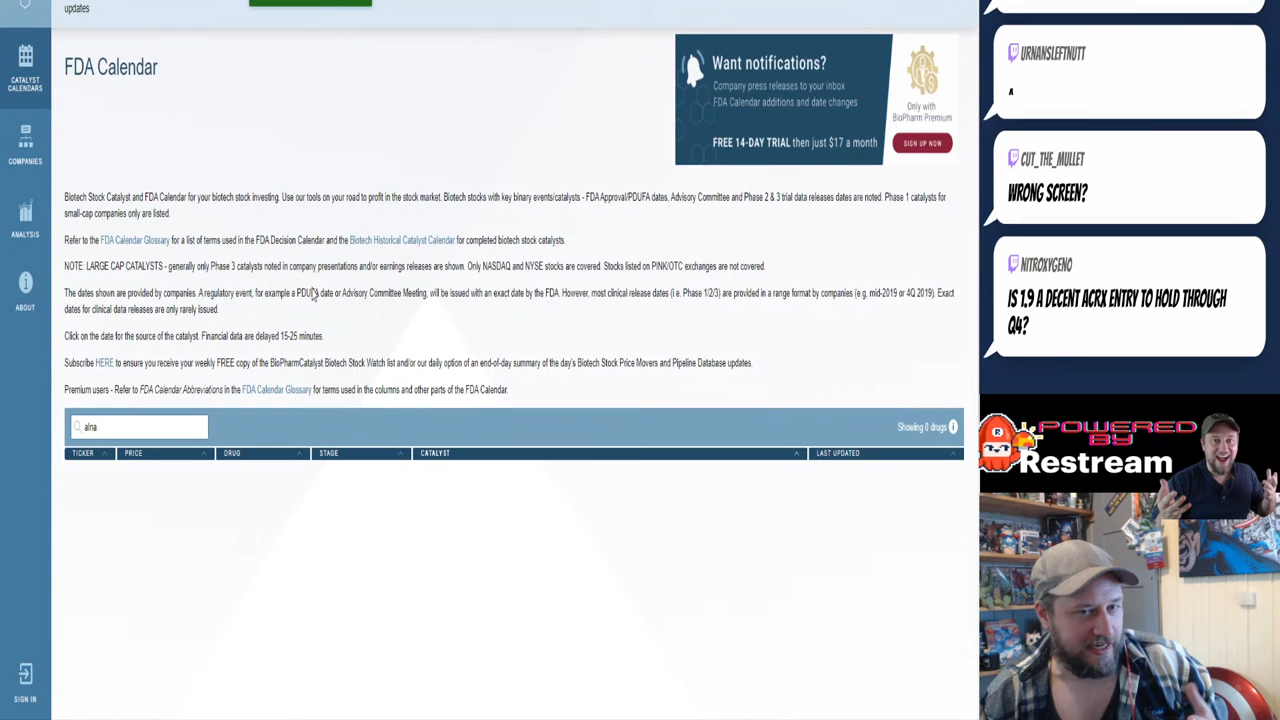 updates
CATALYST
CALENDARS
COMPANIES
ANALYSIS
ABOUT
SIGN IN
FDA Calendar
Want notifications?
Company press releases to your inbox
FDA Calendar additions and date changes
FREE 14-DAY TRIAL then just $17 a month
Only with
BioPharm Premium
SIGN UP NOW
Biotech Stock Catalyst and FDA Calendar for your biotech stock investing. Use our tools on your road to profit in the stock market. Biotech stocks with key binary events/catalysts - FDA Approval/PDUFA dates, Advisory Committee and Phase 2 & 3 trial data releases dates are noted. Phase 1 catalysts for
small-cap companies only are listed.
Refer to the FDA Calendar Glossary for a list of terms used in the FDA Decision Calendar and the Biotech Historical Catalyst Calendar for completed biotech stock catalysts.
NOTE: LARGE CAP CATALYSTS - generally only Phase 3 catalysts noted in company presentations and/or earnings releases are shown. Only NASDAQ and NYSE stocks are covered. Stocks listed on PINK/OTC exchanges are not covered.
The dates shown are provided by companies. A regulatory event, for example a PDUFA date or Advisory Committee Meeting, will be issued with an exact date by the FDA. However, most clinical release dates (i.e. Phase 1/2/3) are provided in a range format by companies (e.g, mid-2019 or 4Q 2019). Exact
dates for clinical data releases are only rarely issued.
Click on the date for the source of the catalyst. Financial data are delayed 15-25 minutes.
Subscribe HERE to ensure you receive your weekly FREE copy of the BioPharmCatalyst Biotech Stock Watch list and/or our daily option of an end-of-day summary of the day's Biotech Stock Price Movers and Pipeline Database updates.
Premium users - Refer to FDA Calendar Abbreviations in the FDA Calendar Glossary for terms used in the columns and other parts of the FDA Calendar.
alna
Showing 0 drugs
TICKER PRICE DRUG STAGE CATALYST LAST UPDATED
URNANSLEFTNUTT
^
CUT_THE_MULLET
WRONG SCREEN?
NITROXYGENO
IS 1.9 A DECENT ACRX ENTRY TO HOLD THROUGH
Q4?
POWERED
BY
Restream